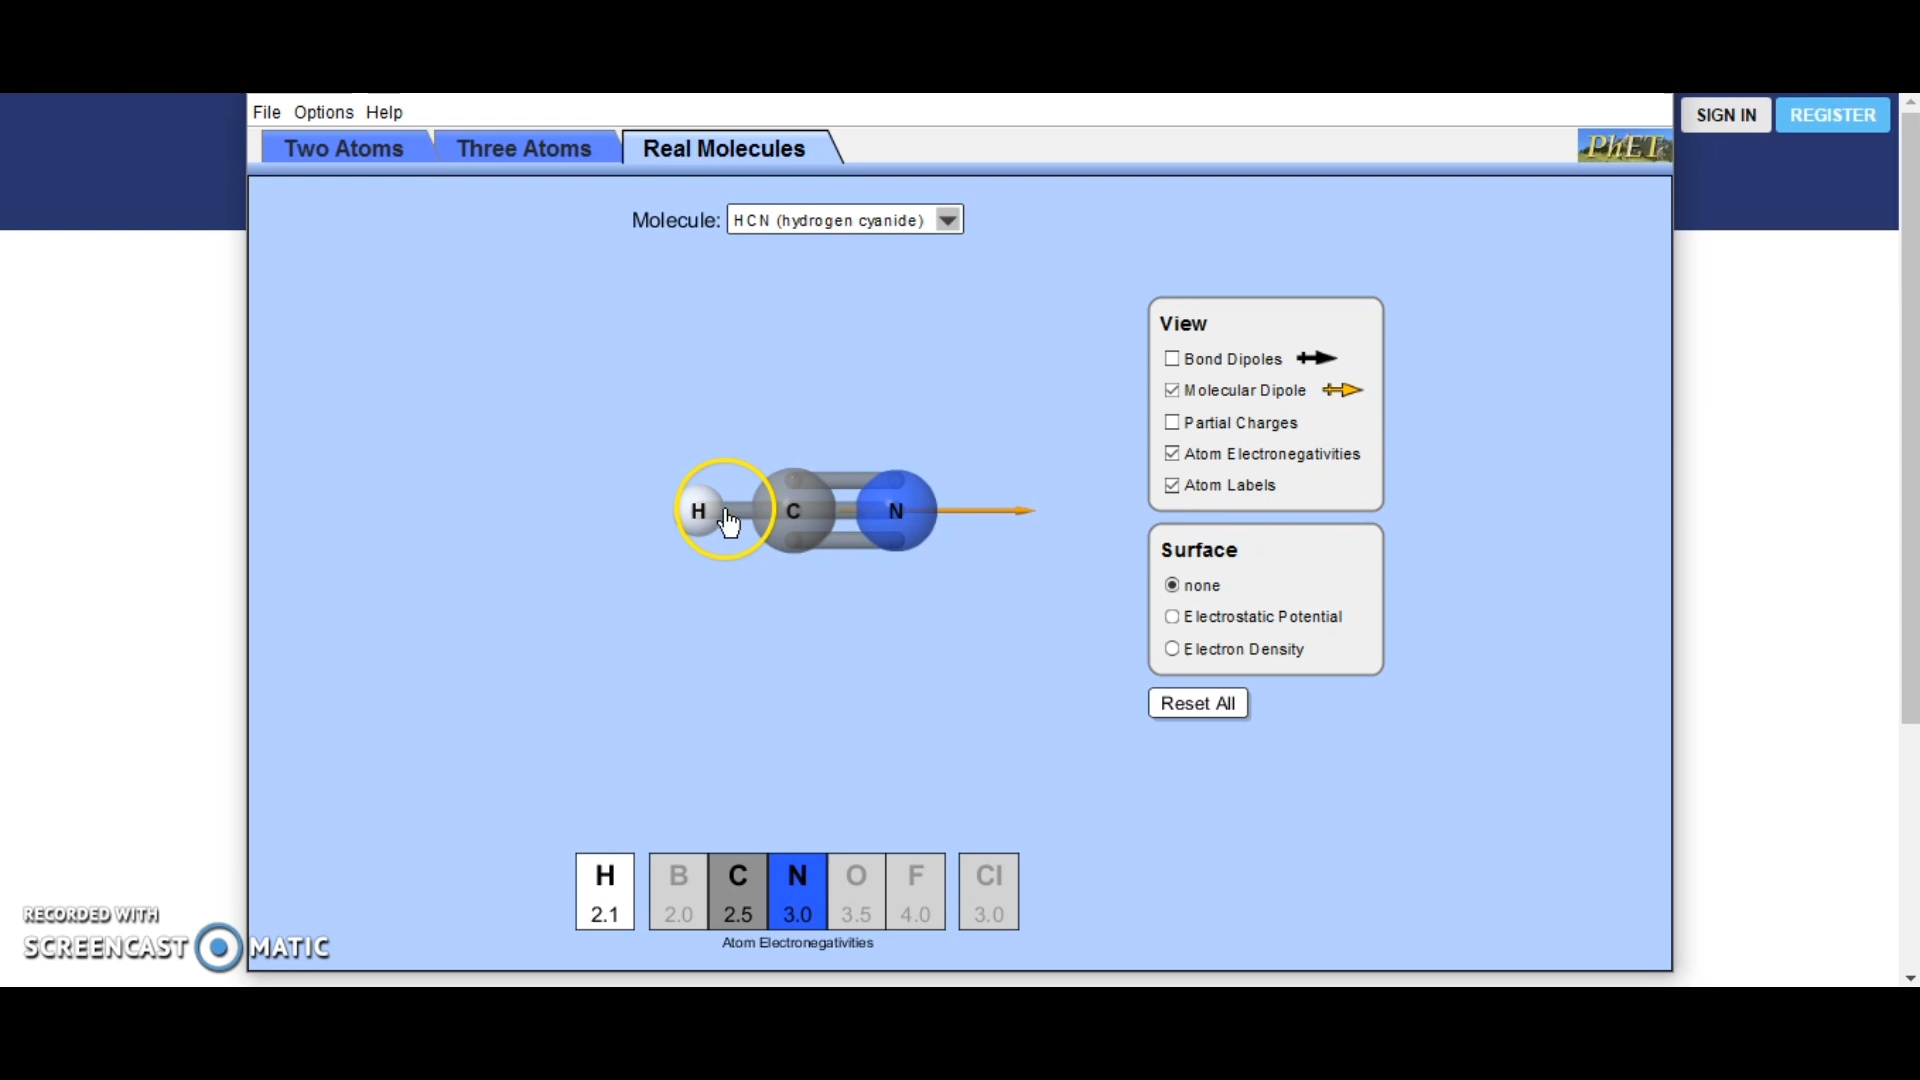 File Options Help
SIGN IN REGISTER
Two Atoms Three Atoms Real Molecules
PhET
Molecule: HCN (hydrogen cyanide)
View
Bond Dipoles
Molecular Dipole
Partial Charges
Atom Electronegativities
Atom Labels
H C N
Surface
none
Electrostatic Potential
Electron Density
Reset All
H B C N O F Cl
2.1 2.0 2.5 3.0 3.5 4.0 3.0
Atom Electronegativities
RECORDED WITH
SCREENCAST MATIC